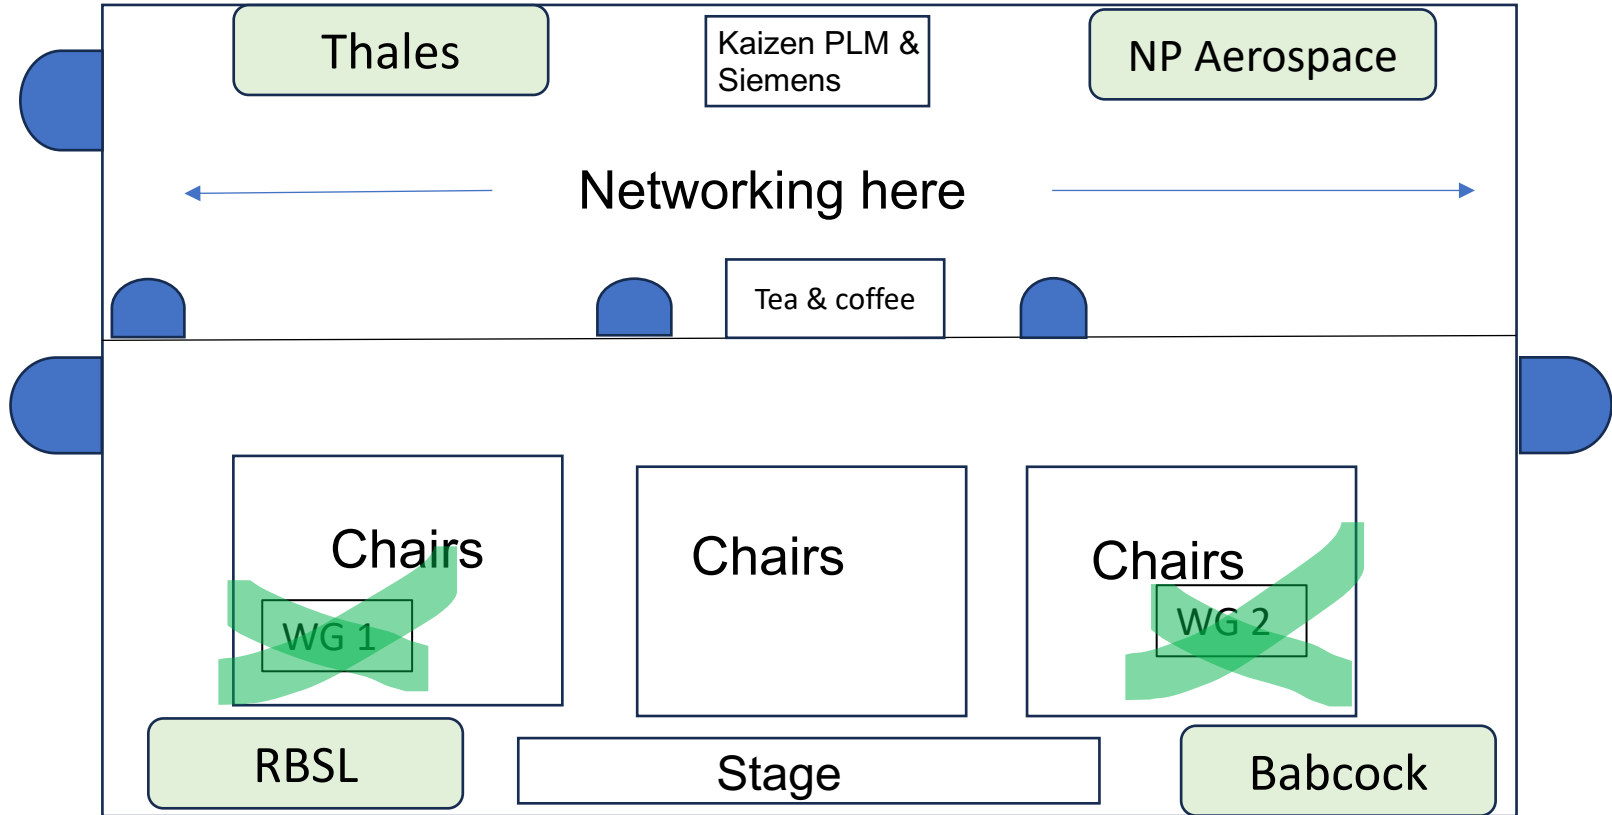 Thales
Kaizen PLM &
Siemens
NP Aerospace
Networking here
Tea & coffee
Chairs
Chairs
Chairs
WG 1
WG 2
RBSL
Stage
Babcock